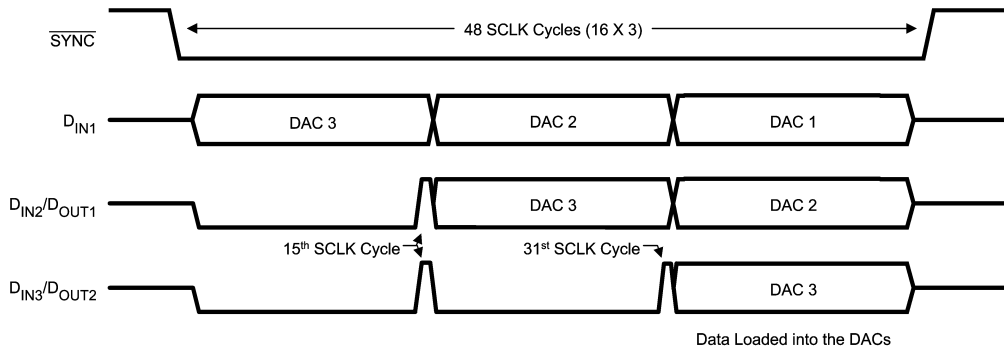 48 SCLK Cycles (16 X 3)
SYNC
DIN1
DAC 3
DAC 2
DAC 1
DIN2/DOUT1
DAC 3
DAC 2
15th SCLK Cycle
31st SCLK Cycle
DIN3/DOUT2
DAC 3
Data Loaded into the DACs